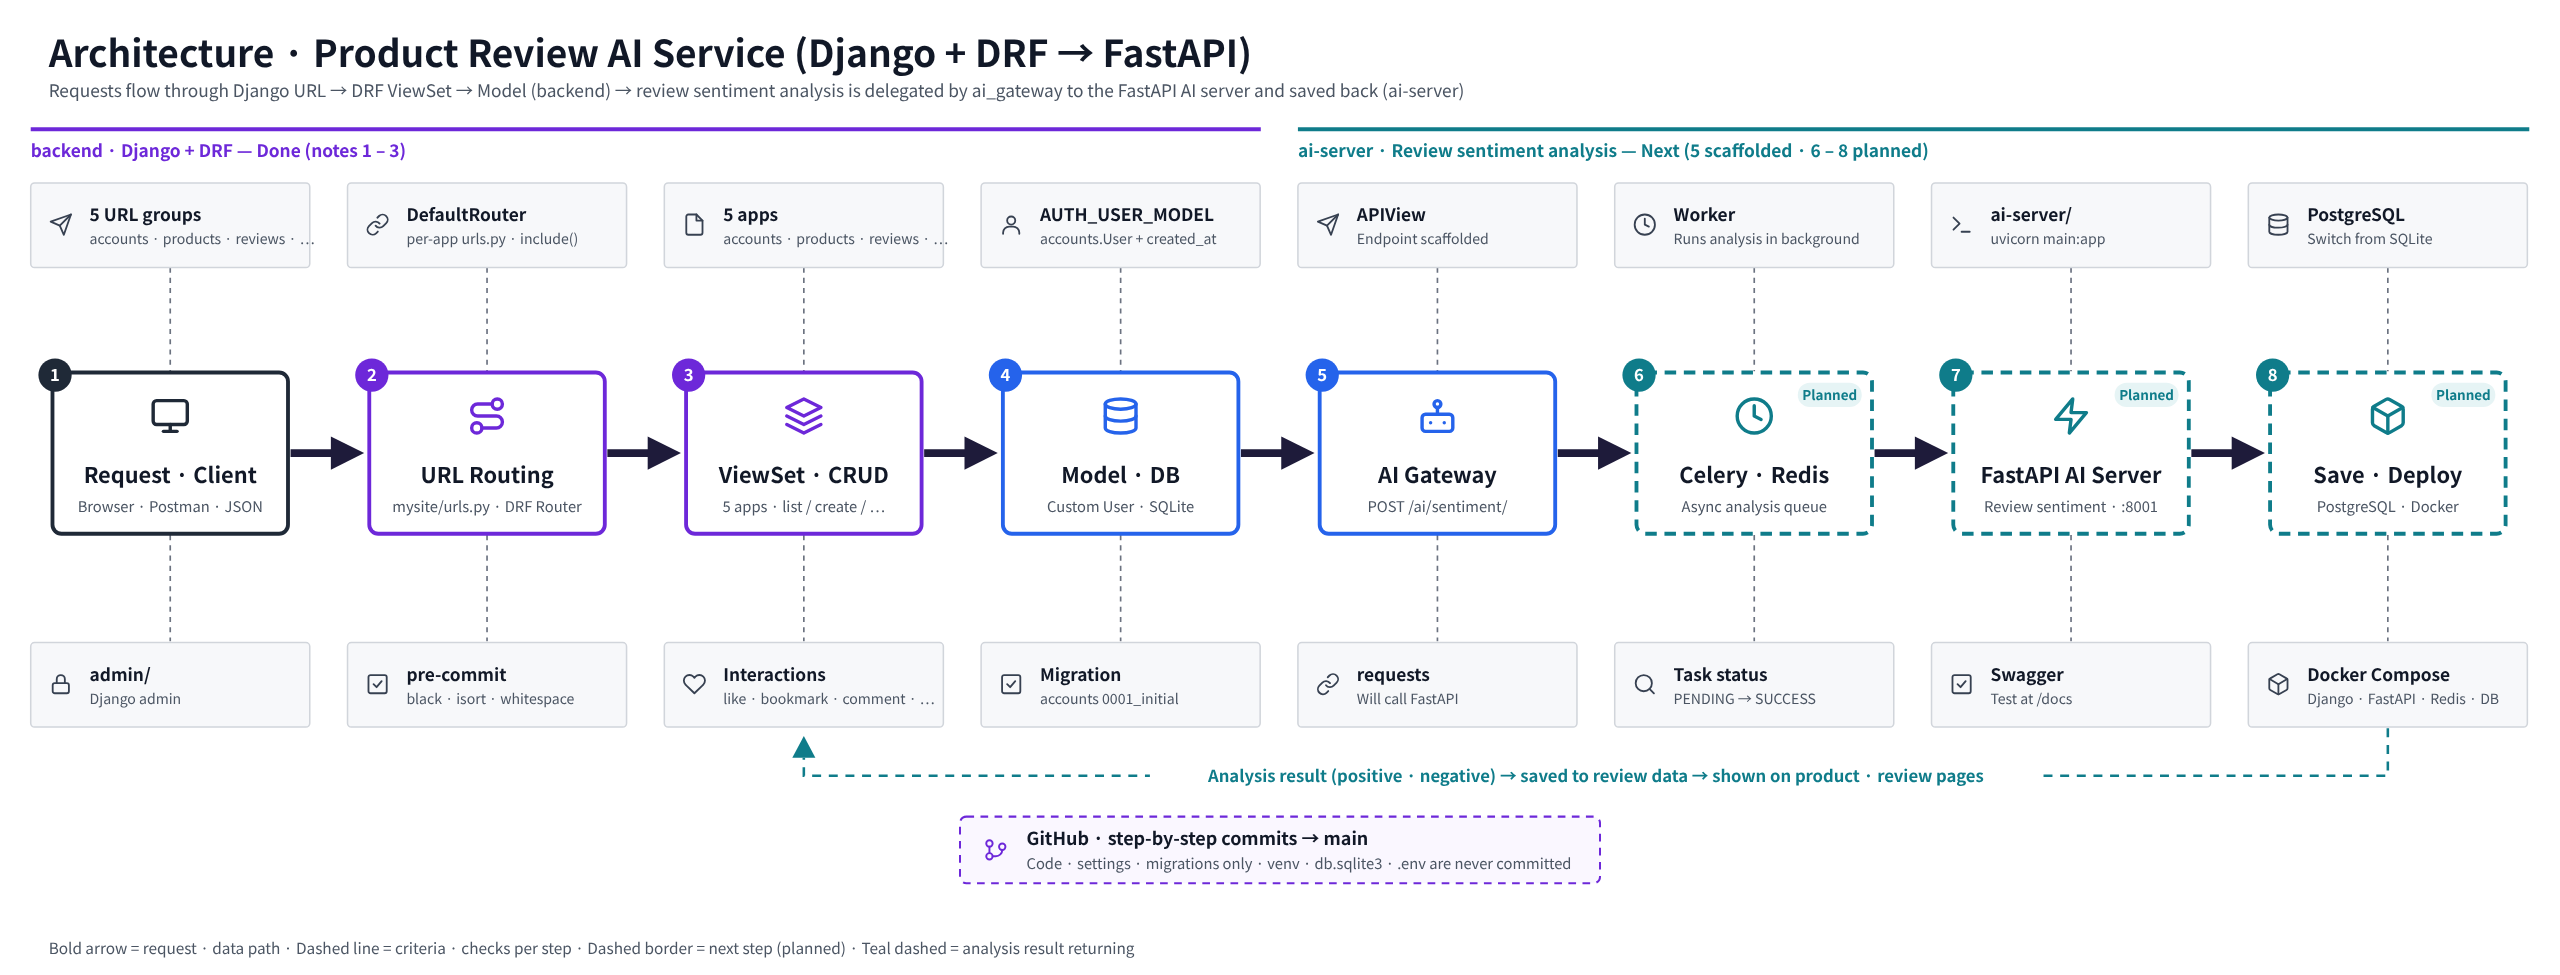 Architecture · Product Review AI Service (Django + DRF → FastAPI)
Requests flow through Django URL → DRF ViewSet → Model (backend) → review sentiment analysis is delegated by ai_gateway to the FastAPI AI server and saved back (ai-server)
backend · Django + DRF — Done (notes 1 – 3)
ai-server · Review sentiment analysis — Next (5 scaffolded · 6 – 8 planned)
5 URL groups
accounts · products · reviews · …
DefaultRouter
per-app urls.py · include()
5 apps
accounts · products · reviews · …
AUTH_USER_MODEL
accounts.User + created_at
APIView
Endpoint scaffolded
Worker
Runs analysis in background
ai-server/
uvicorn main:app
PostgreSQL
Switch from SQLite
1
Request · Client
Browser · Postman · JSON
2
URL Routing
mysite/urls.py · DRF Router
3
ViewSet · CRUD
5 apps · list / create / …
4
Model · DB
Custom User · SQLite
5
AI Gateway
POST /ai/sentiment/
6
Planned
Celery · Redis
Async analysis queue
7
Planned
FastAPI AI Server
Review sentiment · :8001
8
Planned
Save · Deploy
PostgreSQL · Docker
admin/
Django admin
pre-commit
black · isort · whitespace
Interactions
like · bookmark · comment · …
Migration
accounts 0001_initial
requests
Will call FastAPI
Task status
PENDING → SUCCESS
Swagger
Test at /docs
Docker Compose
Django · FastAPI · Redis · DB
Analysis result (positive · negative) → saved to review data → shown on product · review pages
GitHub · step-by-step commits → main
Code · settings · migrations only · venv · db.sqlite3 · .env are never committed
Bold arrow = request · data path · Dashed line = criteria · checks per step · Dashed border = next step (planned) · Teal dashed = analysis result returning